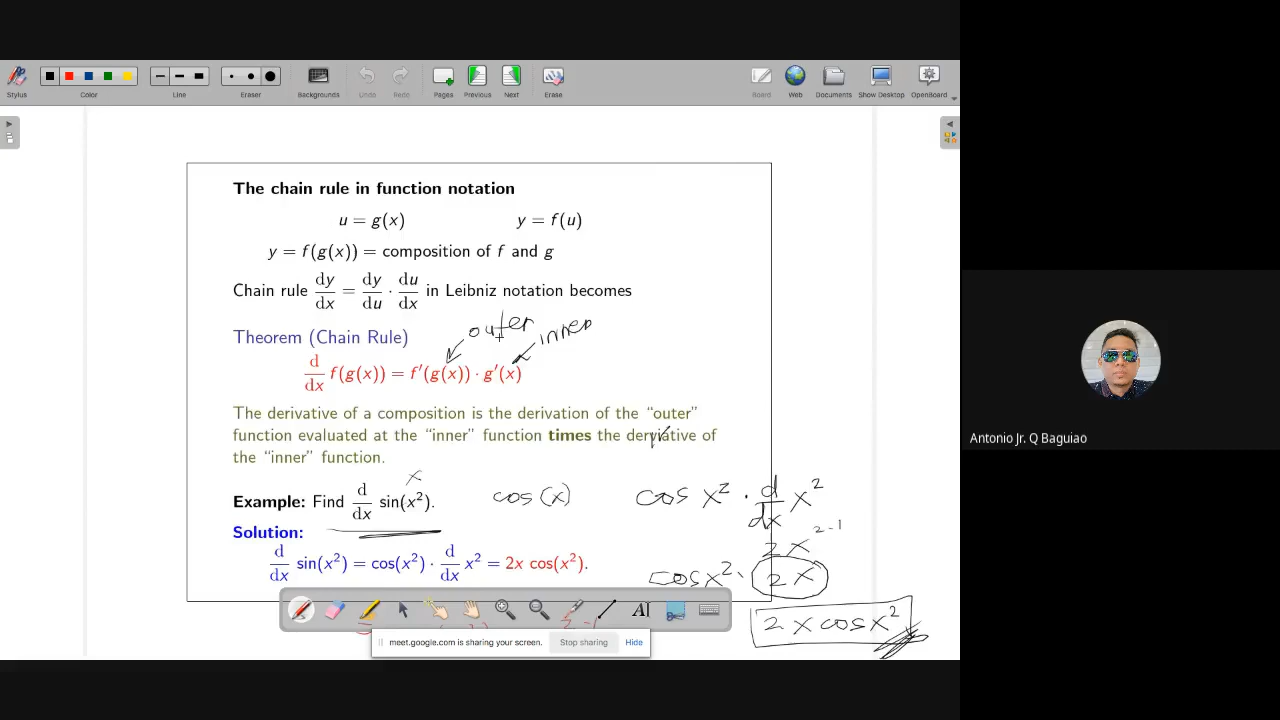 Stylus Color Line Eraser Backgrounds Undo Redo Pages Previous Next Erase Board Web Documents Show Desktop OpenBoard
The chain rule in function notation
u = g(x) y = f(u)
y = f(g(x)) = composition of f and g
Chain rule dy/dx = dy/du · du/dx in Leibniz notation becomes
outer inner
Theorem (Chain Rule)
d/dx f(g(x)) = f′(g(x)) · g′(x)
The derivative of a composition is the derivation of the “outer”
function evaluated at the “inner” function times the derivative of
the “inner” function.
x
Example: Find d/dx sin(x²).
cos(x)
cos x² · d/dx x²
2x²⁻¹
Solution:
d/dx sin(x²) = cos(x²) · d/dx x² = 2x cos(x²).
cos x² · 2x
2x cos x²
meet.google.com is sharing your screen. Stop sharing Hide
Antonio Jr. Q Baguiao